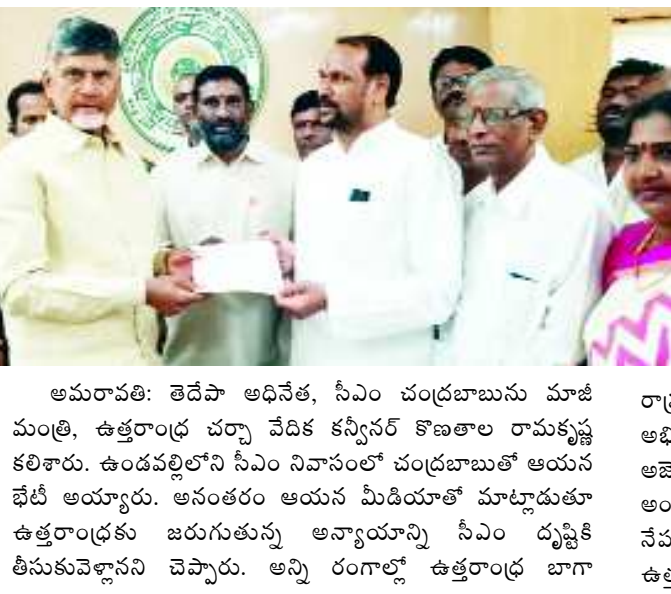 అమరావతి: తెదేపా అధినేత, సీఎం చంద్రబాబును మాజీ
మంత్రి, ఉత్తరాంధ్ర చర్చా వేదిక కన్వీనర్ కొణతాల రామకృష్ణ
కలిశారు. ఉండవల్లిలోని సీఎం నివాసంలో చంద్రబాబుతో ఆయన
భేటీ అయ్యారు. అనంతరం ఆయన మీడియాతో మాట్లాడుతూ
ఉత్తరాంధ్రకు జరుగుతున్న అన్యాయాన్ని సీఎం దృష్టికి
తీసుకువెళ్లానని చెప్పారు. అన్ని రంగాల్లో ఉత్తరాంధ్ర బాగా